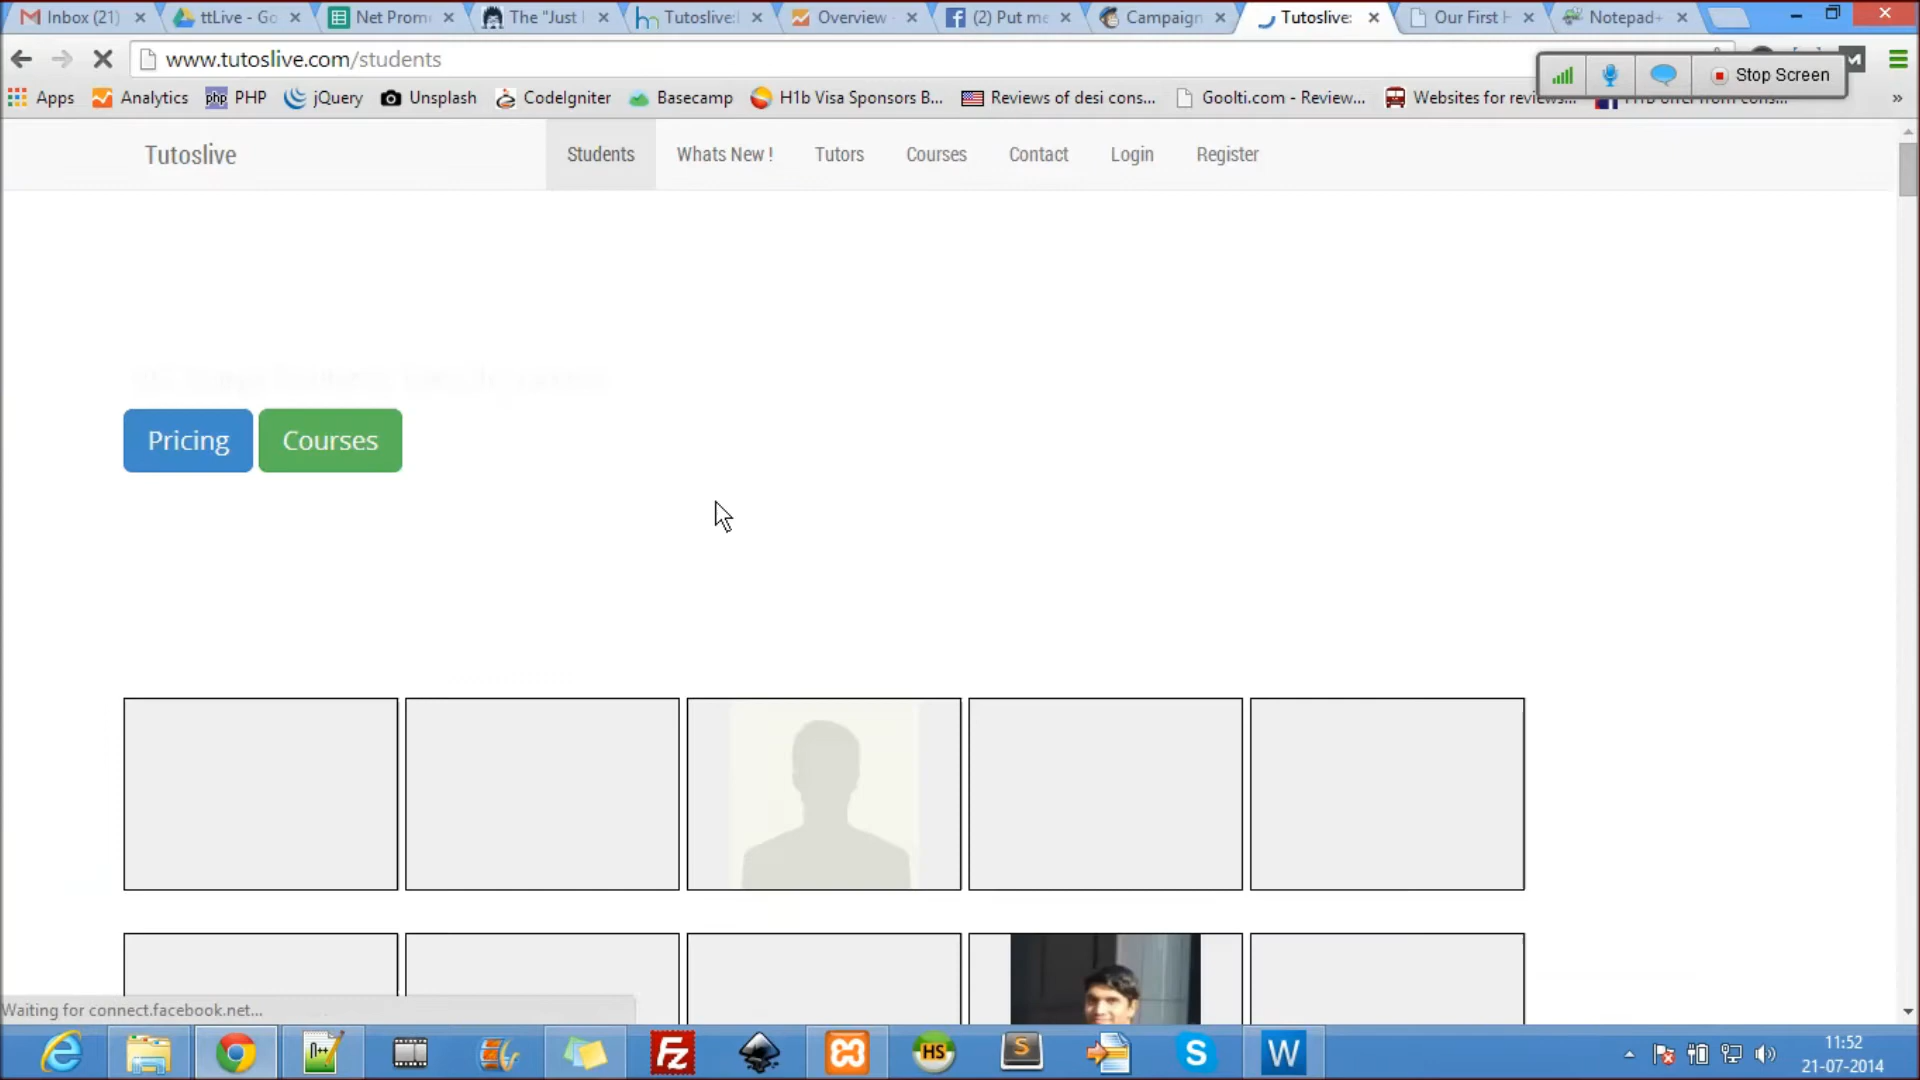 Inbox (21) ttLive - Go Net Prom The "Just Tutoslive: Overview (2) Put me Campaign Tutoslive: Our First H Notepad+
www.tutoslive.com/students
Stop Screen
Apps Analytics php PHP jQuery Unsplash CodeIgniter Basecamp H1b Visa Sponsors B... Reviews of desi cons... Goolti.com - Review... Websites for reviews...
Tutoslive Students Whats New ! Tutors Courses Contact Login Register
Pricing Courses
Waiting for connect.facebook.net...
11:52
21-07-2014